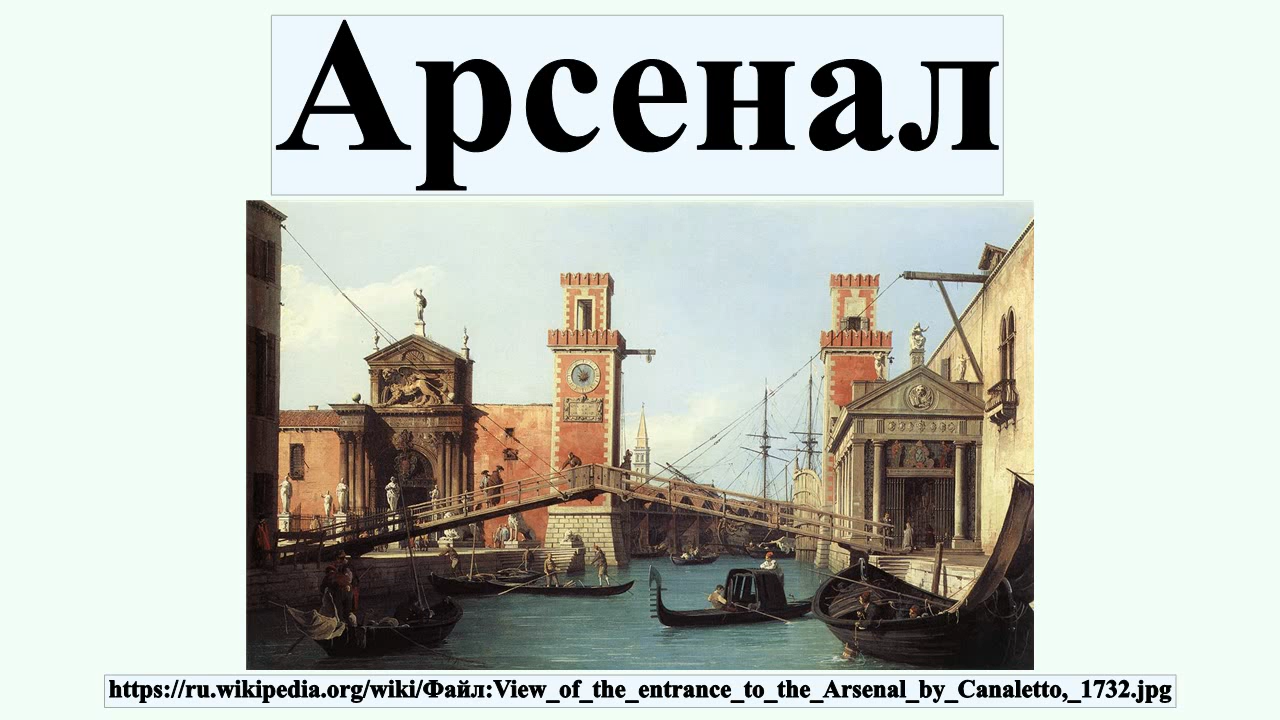 Арсенал
https://ru.wikipedia.org/wiki/Файл:View_of_the_entrance_to_the_Arsenal_by_Canaletto,_1732.jpg